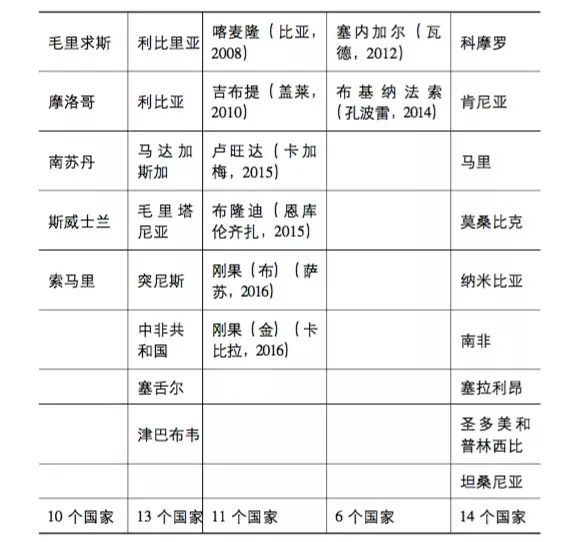 毛里求斯 利比里亚 喀麦隆（比亚， 塞内加尔（瓦 科摩罗
2008） 德，2012）
摩洛哥 利比亚 吉布提（盖莱， 布基纳法索 肯尼亚
2010） （孔波雷，2014）
南苏丹 马达加 卢旺达（卡加 马里
斯加 梅，2015）
斯威士兰 毛里塔 布隆迪（恩库 莫桑比克
尼亚 伦齐扎，2015）
索马里 突尼斯 刚果（布）（萨 纳米比亚
苏，2016）
中非共 刚果（金）（卡 南非
和国 比拉，2016）
塞舌尔 塞拉利昂
津巴布韦 圣多美和
普林西比
坦桑尼亚
10 个国家 13 个国家 11 个国家 6 个国家 14 个国家